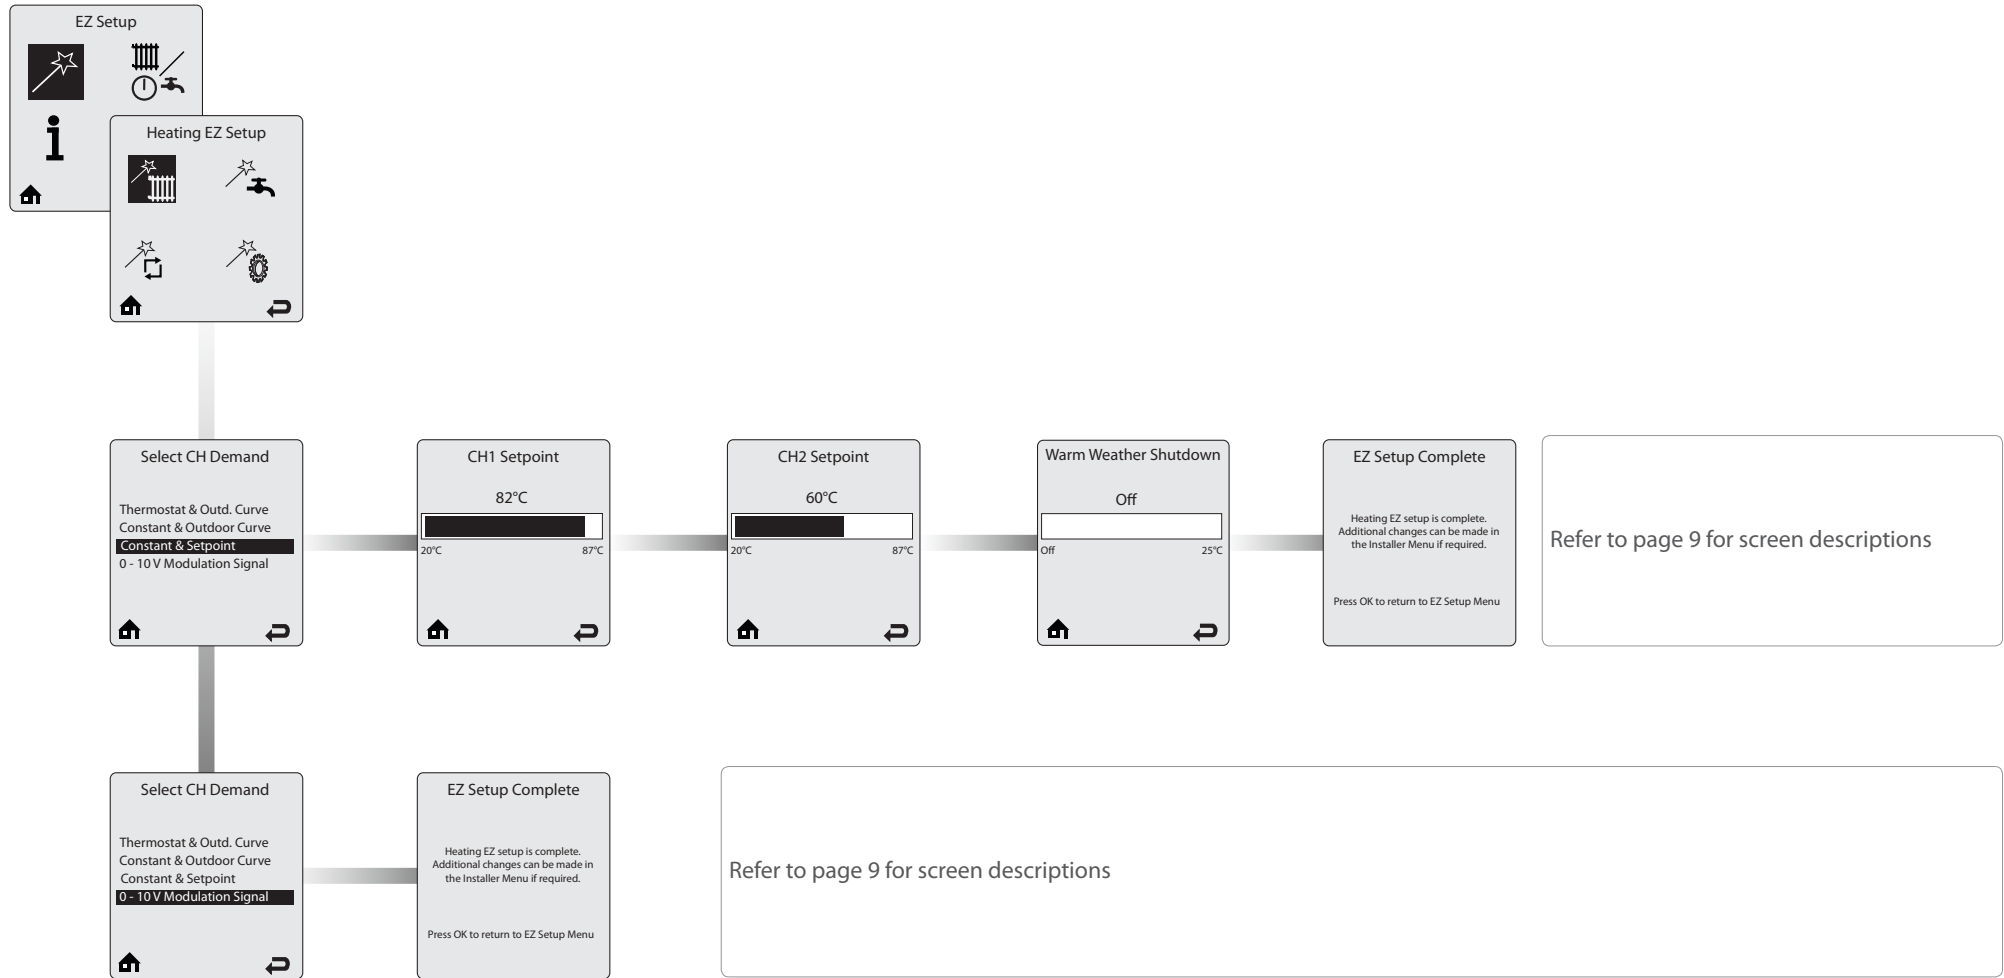 EZ Setup
Heating EZ Setup
Select CH Demand
Thermostat & Outd. Curve
Constant & Outdoor Curve
Constant & Setpoint
0 - 10 V Modulation Signal
CH1 Setpoint
82°C
20°C 87°C
CH2 Setpoint
60°C
20°C 87°C
Warm Weather Shutdown
Off
Off 25°C
EZ Setup Complete
Heating EZ setup is complete.
Additional changes can be made in
the Installer Menu if required.
Press OK to return to EZ Setup Menu
Refer to page 9 for screen descriptions
Select CH Demand
Thermostat & Outd. Curve
Constant & Outdoor Curve
Constant & Setpoint
0 - 10 V Modulation Signal
EZ Setup Complete
Heating EZ setup is complete.
Additional changes can be made in
the Installer Menu if required.
Press OK to return to EZ Setup Menu
Refer to page 9 for screen descriptions